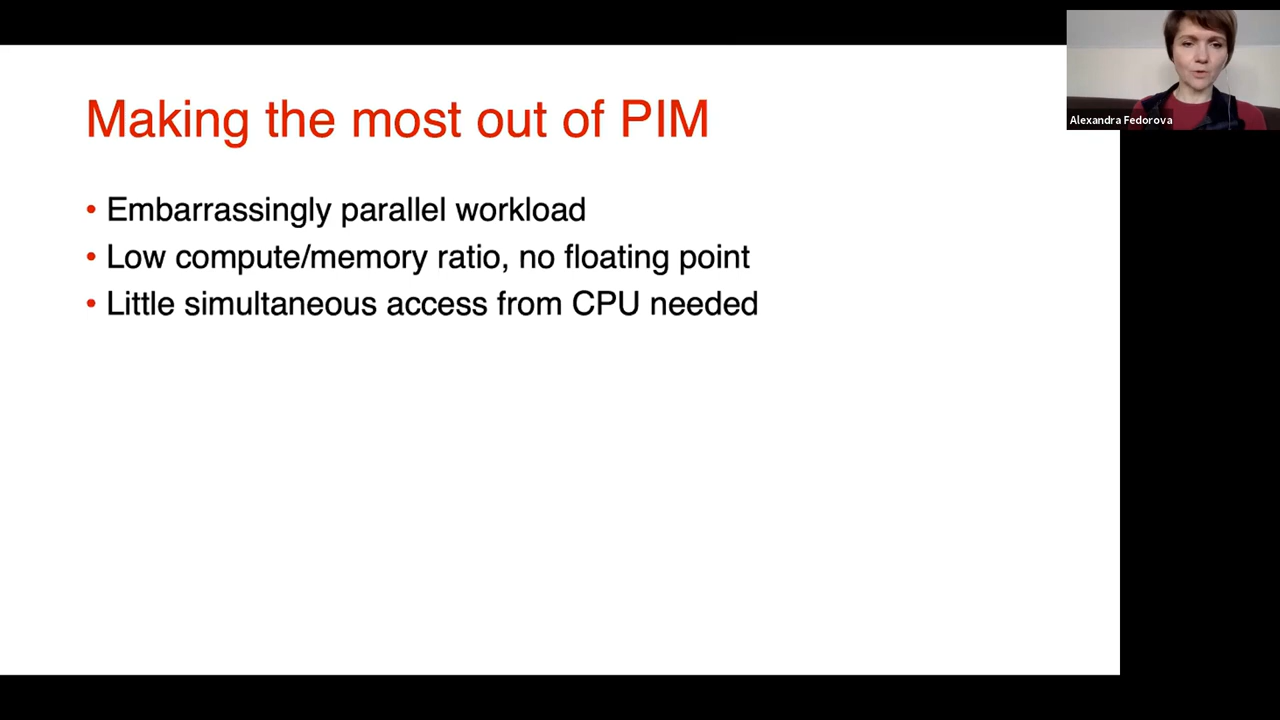 Making the most out of PIM
• Embarrassingly parallel workload
• Low compute/memory ratio, no floating point
• Little simultaneous access from CPU needed
Alexandra Fedorova